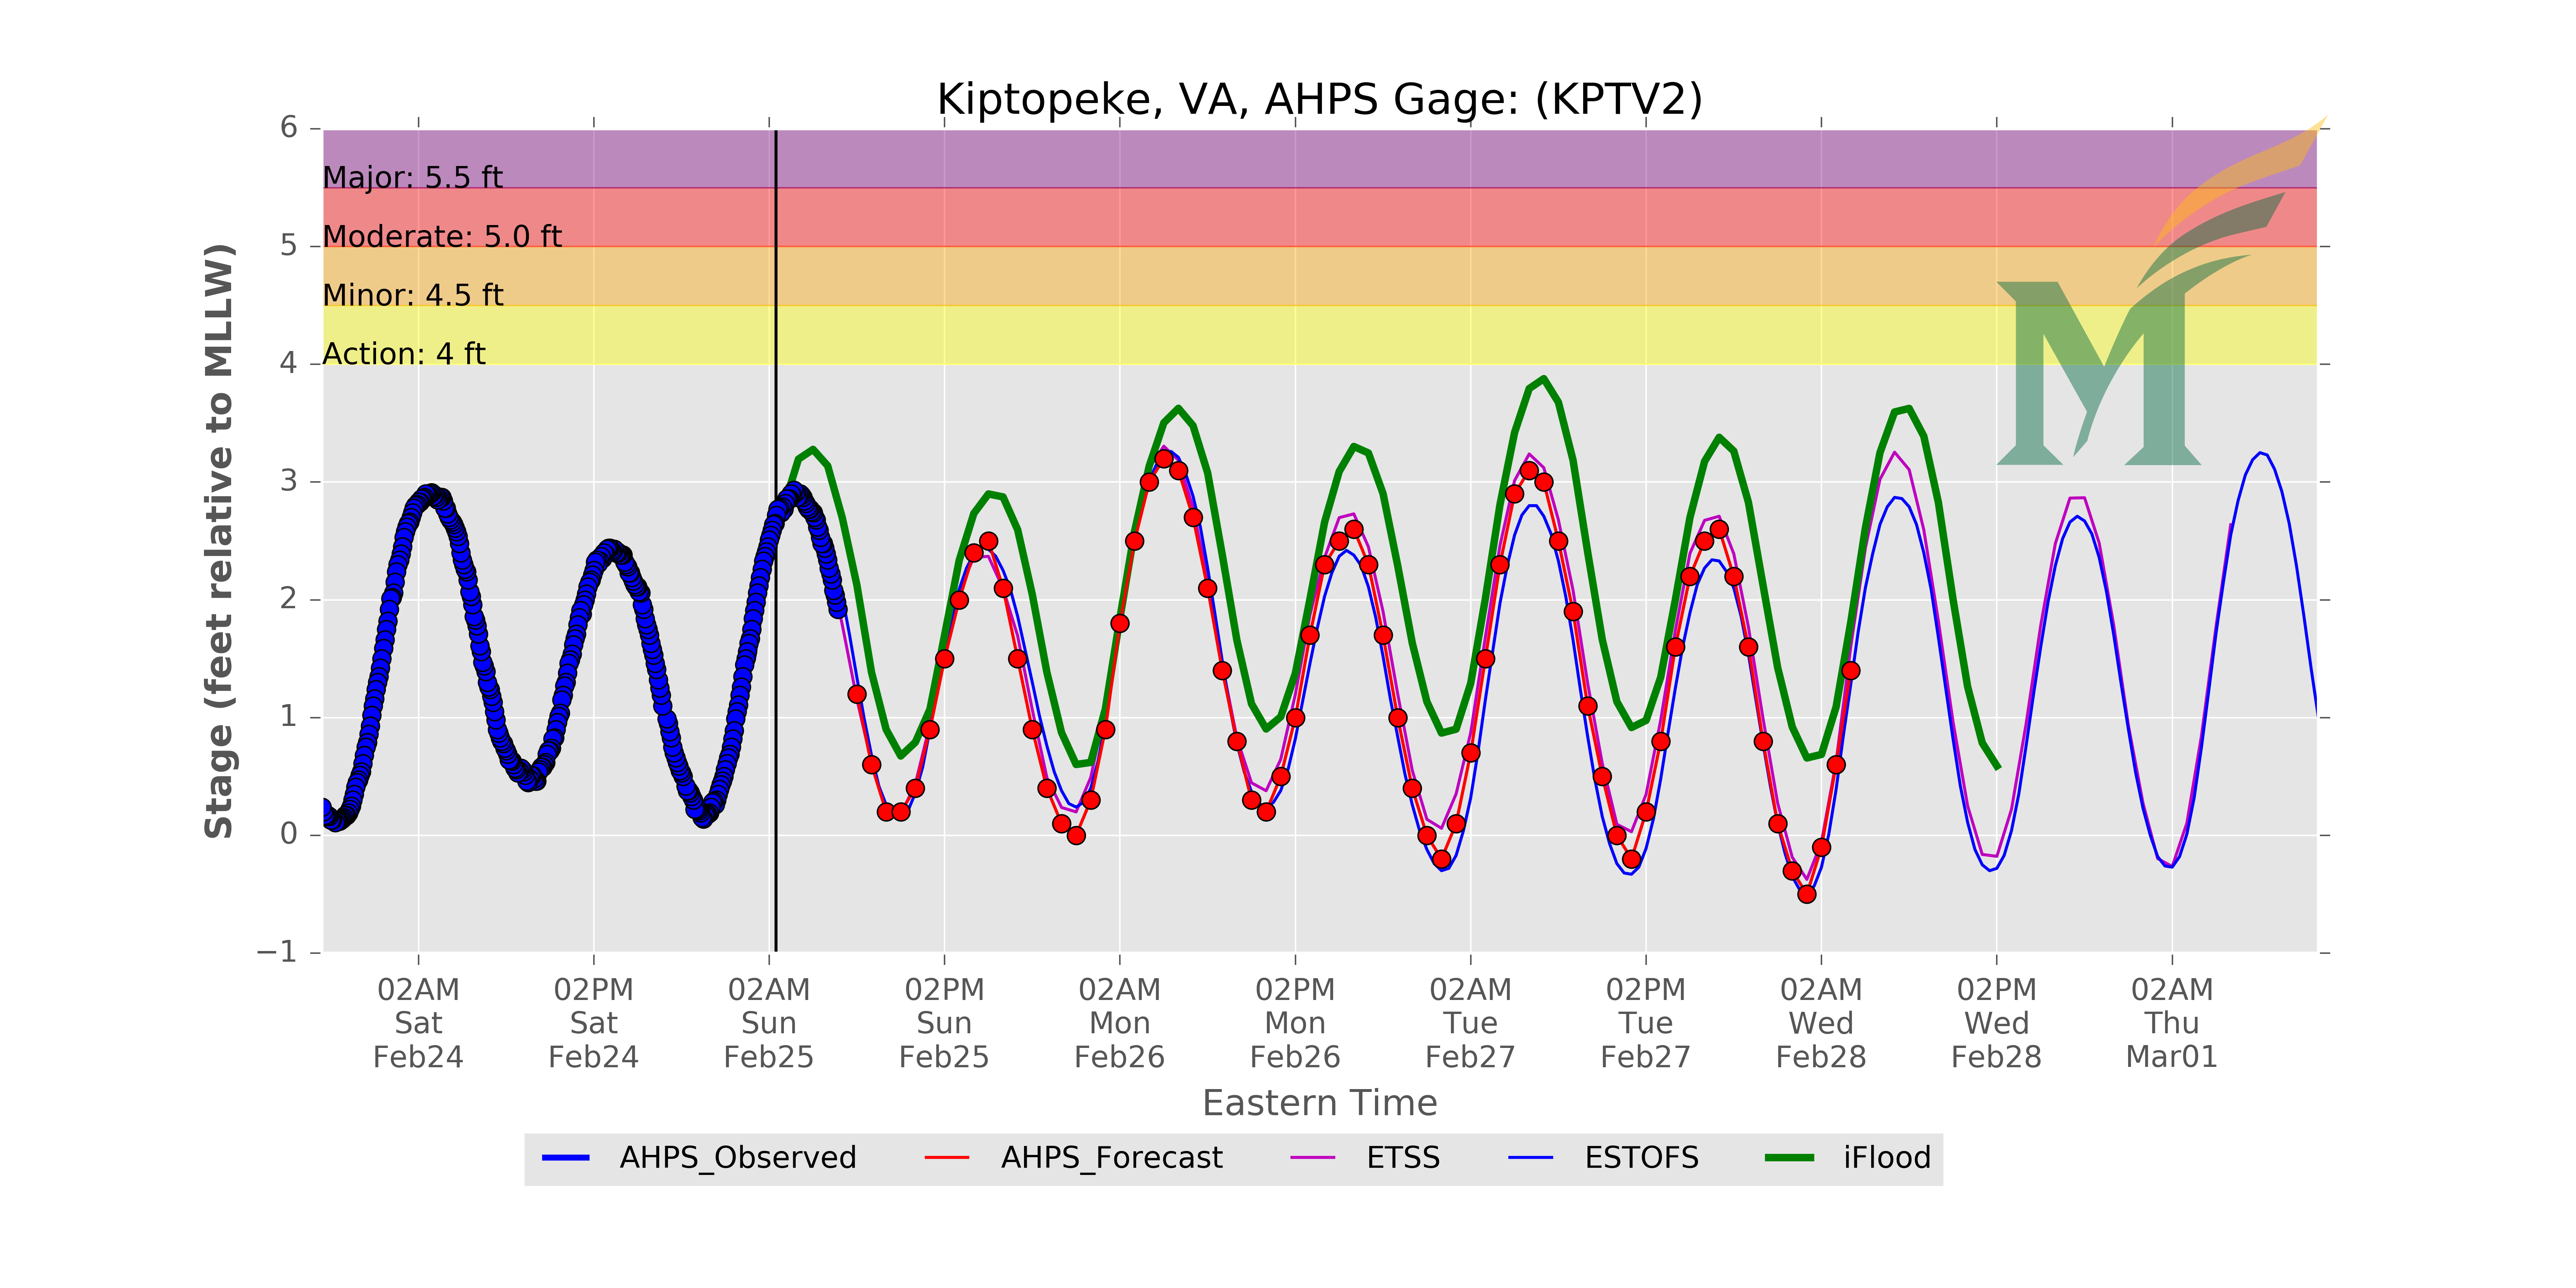 Kiptopeke, VA, AHPS Gage: (KPTV2)
6
5
4
3
2
1
0
−1
Stage (feet relative to MLLW)
Major: 5.5 ft
Moderate: 5.0 ft
Minor: 4.5 ft
Action: 4 ft
M
02AM
Sat
Feb24
02PM
Sat
Feb24
02AM
Sun
Feb25
02PM
Sun
Feb25
02AM
Mon
Feb26
02PM
Mon
Feb26
02AM
Tue
Feb27
02PM
Tue
Feb27
02AM
Wed
Feb28
02PM
Wed
Feb28
02AM
Thu
Mar01
Eastern Time
AHPS_Observed AHPS_Forecast ETSS ESTOFS iFlood